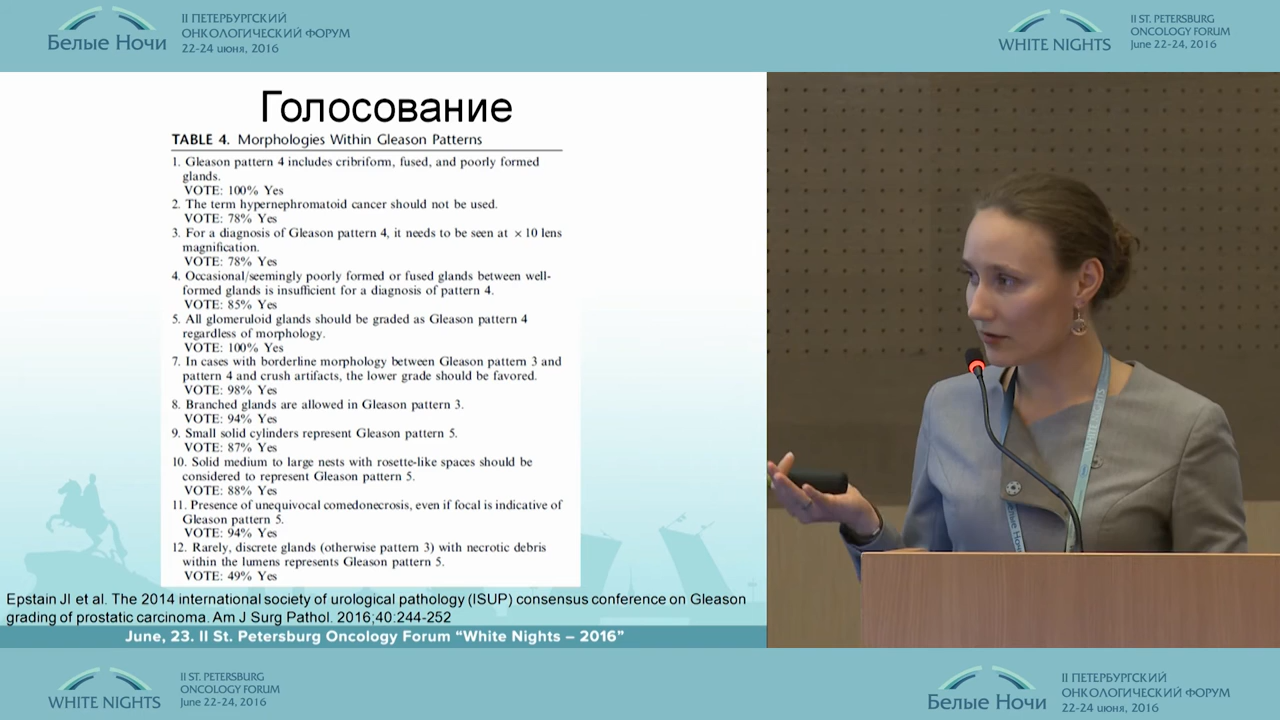 Белые Ночи
II ПЕТЕРБУРГСКИЙ
ОНКОЛОГИЧЕСКИЙ ФОРУМ
22-24 июня, 2016
WHITE NIGHTS
II ST. PETERSBURG
ONCOLOGY FORUM
June 22-24, 2016
Голосование
TABLE 4. Morphologies Within Gleason Patterns
1. Gleason pattern 4 includes cribriform, fused, and poorly formed
glands.
VOTE: 100% Yes
2. The term hypernephromatoid cancer should not be used.
VOTE: 78% Yes
3. For a diagnosis of Gleason pattern 4, it needs to be seen at × 10 lens
magnification.
VOTE: 78% Yes
4. Occasional/seemingly poorly formed or fused glands between well-
formed glands is insufficient for a diagnosis of pattern 4.
VOTE: 85% Yes
5. All glomeruloid glands should be graded as Gleason pattern 4
regardless of morphology.
VOTE: 100% Yes
7. In cases with borderline morphology between Gleason pattern 3 and
pattern 4 and crush artifacts, the lower grade should be favored.
VOTE: 98% Yes
8. Branched glands are allowed in Gleason pattern 3.
VOTE: 94% Yes
9. Small solid cylinders represent Gleason pattern 5.
VOTE: 87% Yes
10. Solid medium to large nests with rosette-like spaces should be
considered to represent Gleason pattern 5.
VOTE: 88% Yes
11. Presence of unequivocal comedonecrosis, even if focal is indicative of
Gleason pattern 5.
VOTE: 94% Yes
12. Rarely, discrete glands (otherwise pattern 3) with necrotic debris
within the lumens represents Gleason pattern 5.
VOTE: 49% Yes
Epstain JI et al. The 2014 international society of urological pathology (ISUP) consensus conference on Gleason
grading of prostatic carcinoma. Am J Surg Pathol. 2016;40:244-252
June, 23. II St. Petersburg Oncology Forum “White Nights – 2016”
WHITE NIGHTS
II ST. PETERSBURG
ONCOLOGY FORUM
June 22-24, 2016
Белые Ночи
II ПЕТЕРБУРГСКИЙ
ОНКОЛОГИЧЕСКИЙ ФОРУМ
22-24 июня, 2016